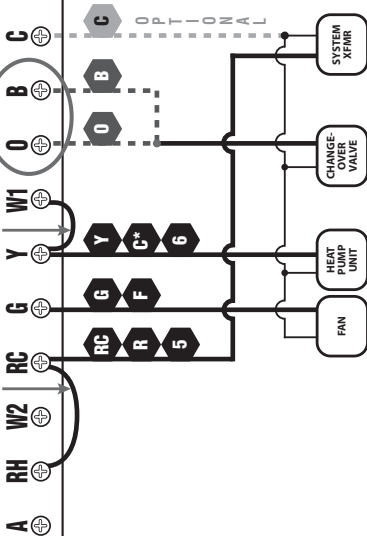 A
RH
W2
RC
G
Y
W1
O
B
C
RC
R
5
G
F
Y
C*
6
O
B
C
OPTIONAL
FAN
HEAT
PUMP
UNIT
CHANGE-
OVER
VALVE
SYSTEM
XFMR